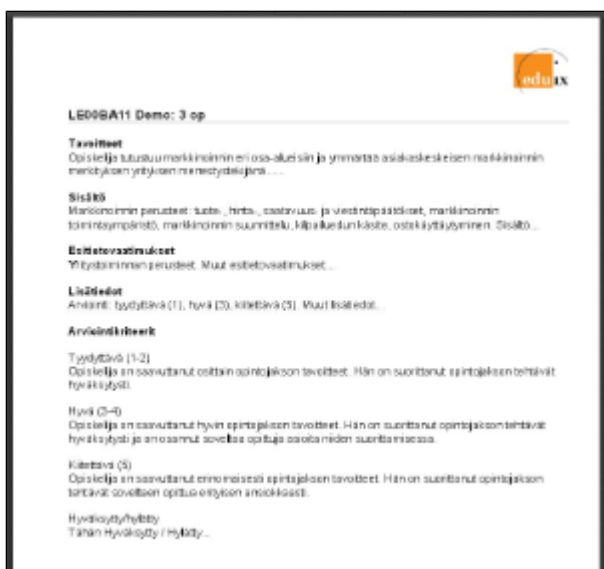 eduix
LE00BA11 Demo: 3 op
Tavoitteet
Opiskelija tutustuu markkinoinnin eri osa-alueisiin ja ymmärtää asiakaskeskeisen markkinoinnin
merkityksen yrityksen menestystekijänä.....
Sisältö
Markkinoinnin perusteet: tuote-, hinta-, saatavuus- ja viestintäpäätökset, markkinoinnin
toimintaympäristö, markkinoinnin suunnittelu, kilpailuedun käsite, ostokäyttäytyminen. Sisältö...
Esitietovaatimukset
Yritystoiminnan perusteet. Muut esitietovaatimukset...
Lisätiedot
Arviointi: tyydyttävä (1), hyvä (3), kiitettävä (5). Muut lisätiedot...
Arviointikriteerit
Tyydyttävä (1-2)
Opiskelija on saavuttanut osittain opintojakson tavoitteet. Hän on suorittanut opintojakson tehtävät
hyväksytysti.
Hyvä (3-4)
Opiskelija on saavuttanut hyvin opintojakson tavoitteet. Hän on suorittanut opintojakson tehtävät
hyväksytysti ja on osannut soveltaa opittuja asioita niiden suorittamisessa.
Kiitettävä (5)
Opiskelija on saavuttanut erinomaisesti opintojakson tavoitteet. Hän on suorittanut opintojakson
tehtävät soveltaen opittua erityisen ansiokkaasti.
Hyväksytty/hylätty
Tähän Hyväksytty / Hylätty...